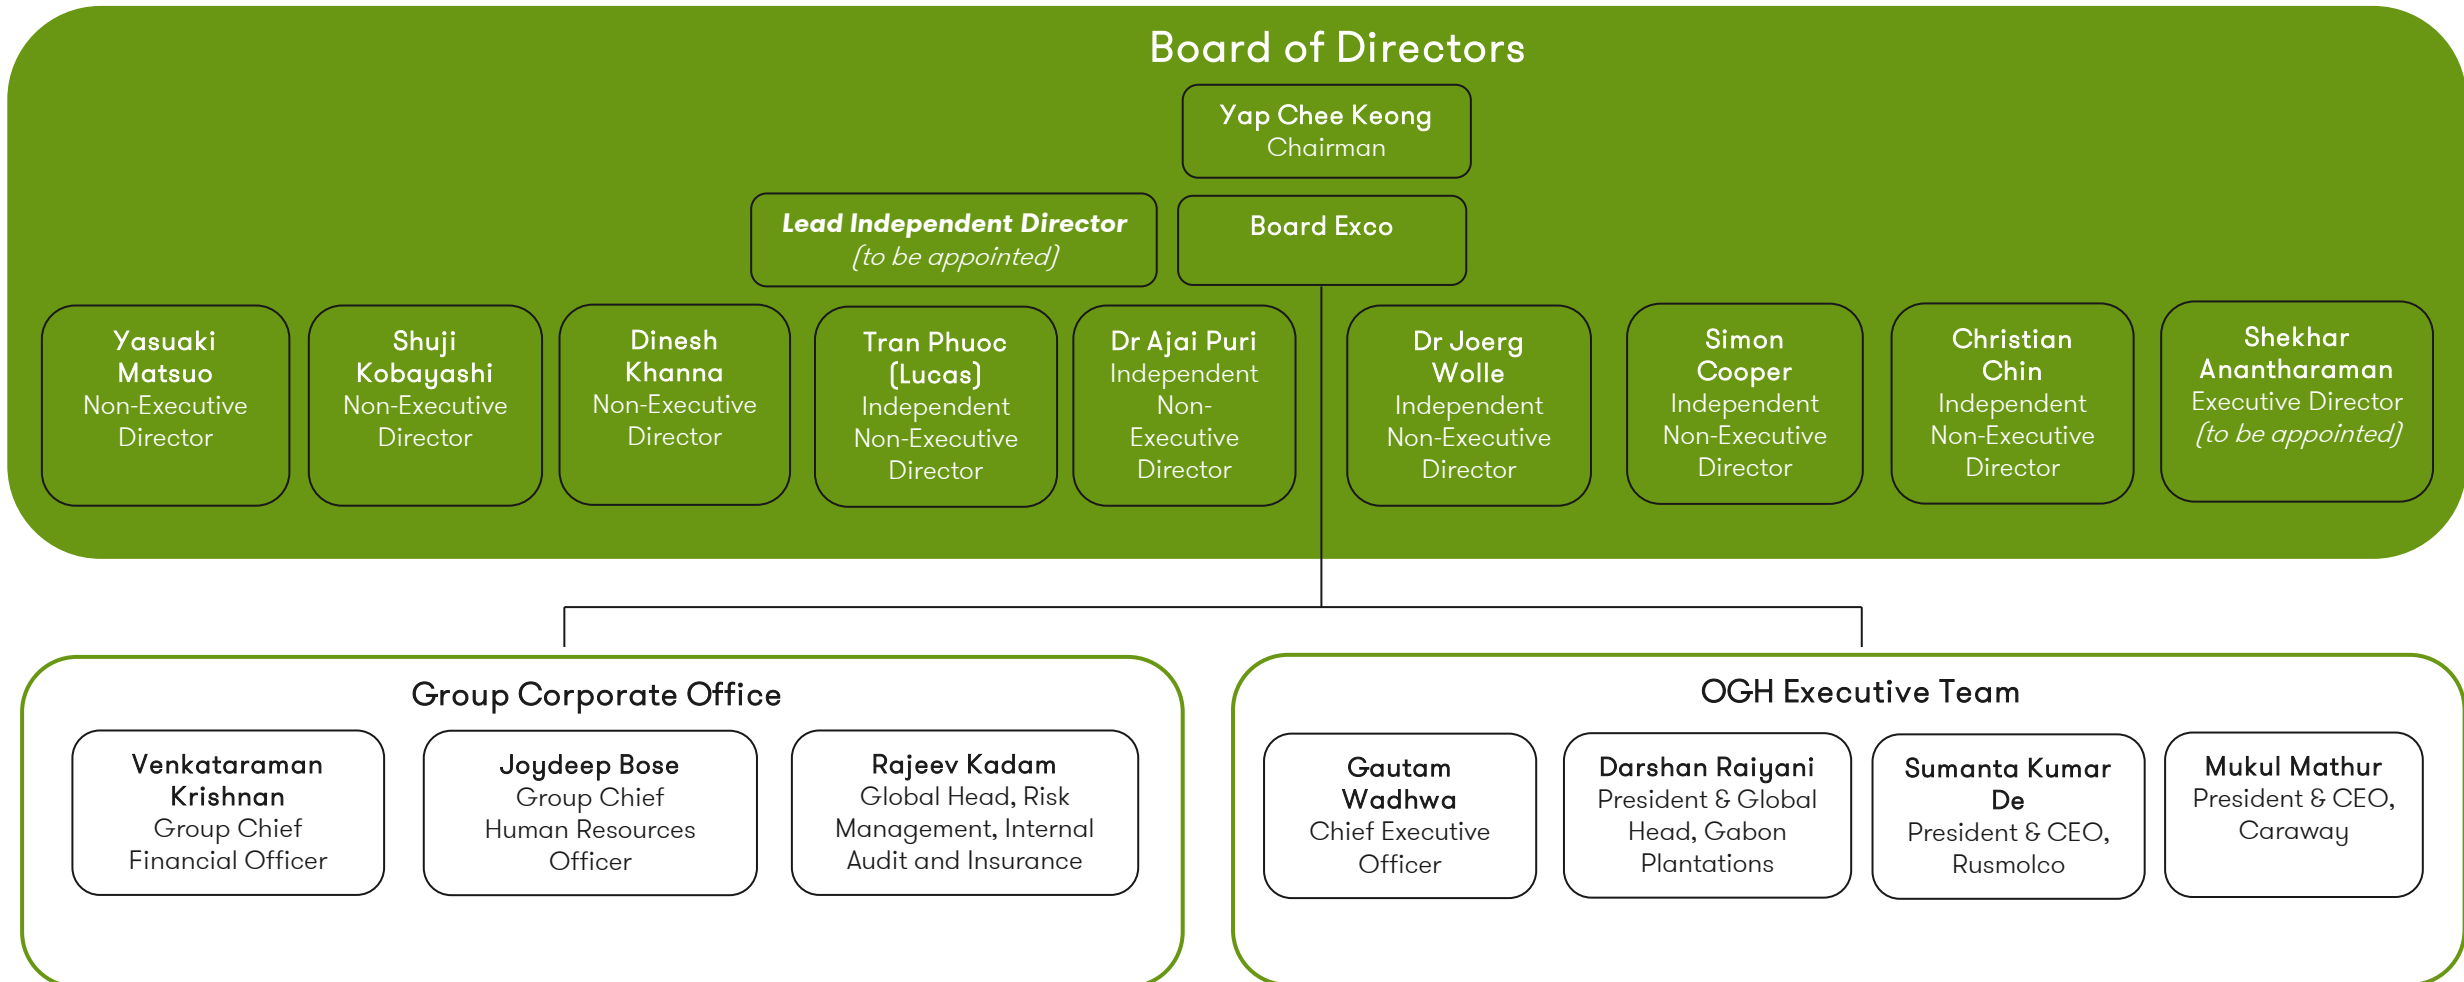 Board of Directors
Yap Chee Keong
Chairman
Lead Independent Director
(to be appointed)
Board Exco
Yasuaki
Matsuo
Non-Executive
Director
Shuji
Kobayashi
Non-Executive
Director
Dinesh
Khanna
Non-Executive
Director
Tran Phuoc
(Lucas)
Independent
Non-Executive
Director
Dr Ajai Puri
Independent
Non-
Executive
Director
Dr Joerg
Wolle
Independent
Non-Executive
Director
Simon
Cooper
Independent
Non-Executive
Director
Christian
Chin
Independent
Non-Executive
Director
Shekhar
Anantharaman
Executive Director
(to be appointed)
Group Corporate Office
Venkataraman
Krishnan
Group Chief
Financial Officer
Joydeep Bose
Group Chief
Human Resources
Officer
Rajeev Kadam
Global Head, Risk
Management, Internal
Audit and Insurance
OGH Executive Team
Gautam
Wadhwa
Chief Executive
Officer
Darshan Raiyani
President & Global
Head, Gabon
Plantations
Sumanta Kumar
De
President & CEO,
Rusmolco
Mukul Mathur
President & CEO,
Caraway